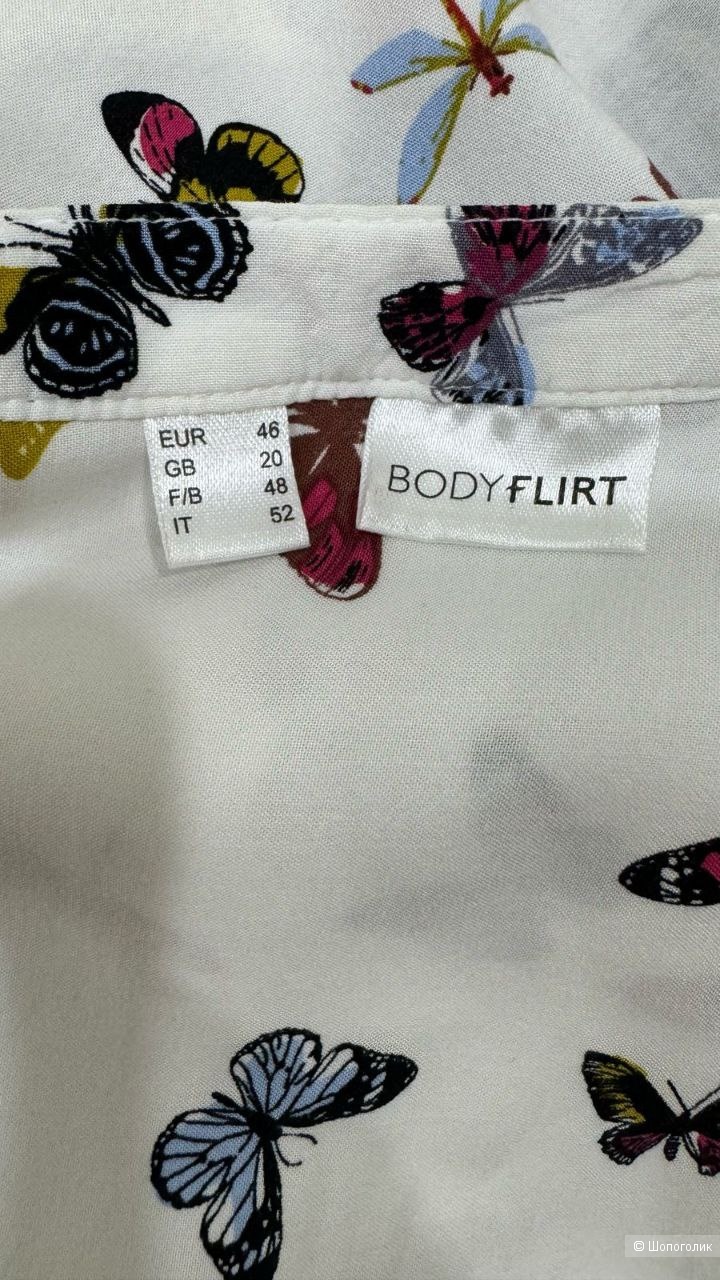 EUR 46
GB 20
F/B 48
IT 52
BODYFLIRT
© Шопоголик